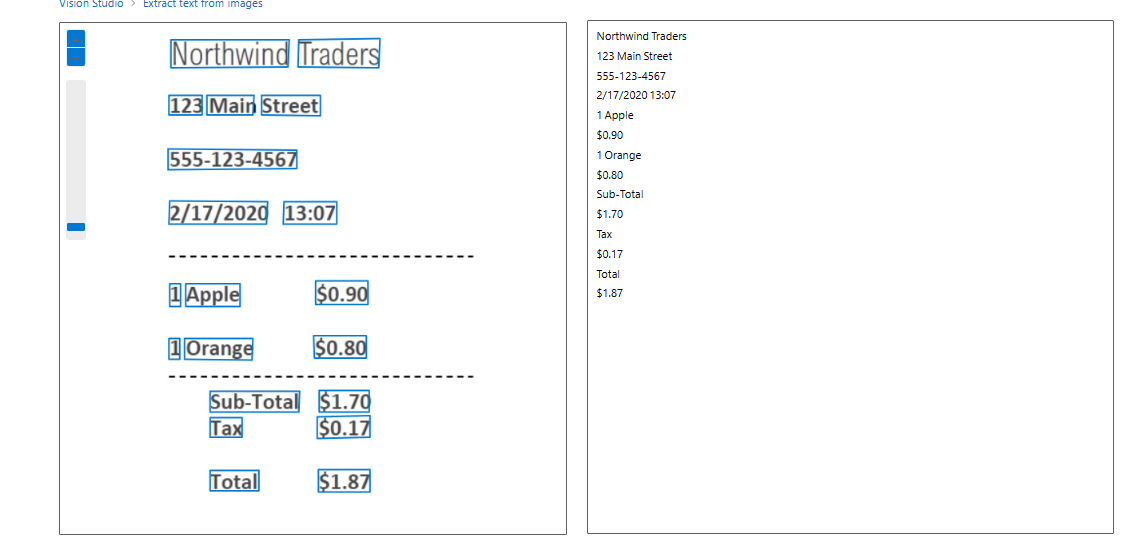 Vision Studio > Extract text from images
Northwind Traders
123 Main Street
555-123-4567
2/17/2020 13:07
------------------------------
1 Apple $0.90
1 Orange $0.80
------------------------------
Sub-Total $1.70
Tax $0.17
Total $1.87
Northwind Traders
123 Main Street
555-123-4567
2/17/2020 13:07
1 Apple
$0.90
1 Orange
$0.80
Sub-Total
$1.70
Tax
$0.17
Total
$1.87